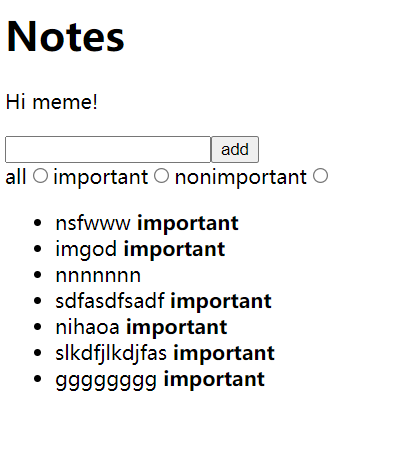 Notes
Hi meme!
add
all important nonimportant
nsfwww important
imgod important
nnnnnnn
sdfasdfsadf important
nihaoa important
slkdfjlkdjfas important
gggggggg important